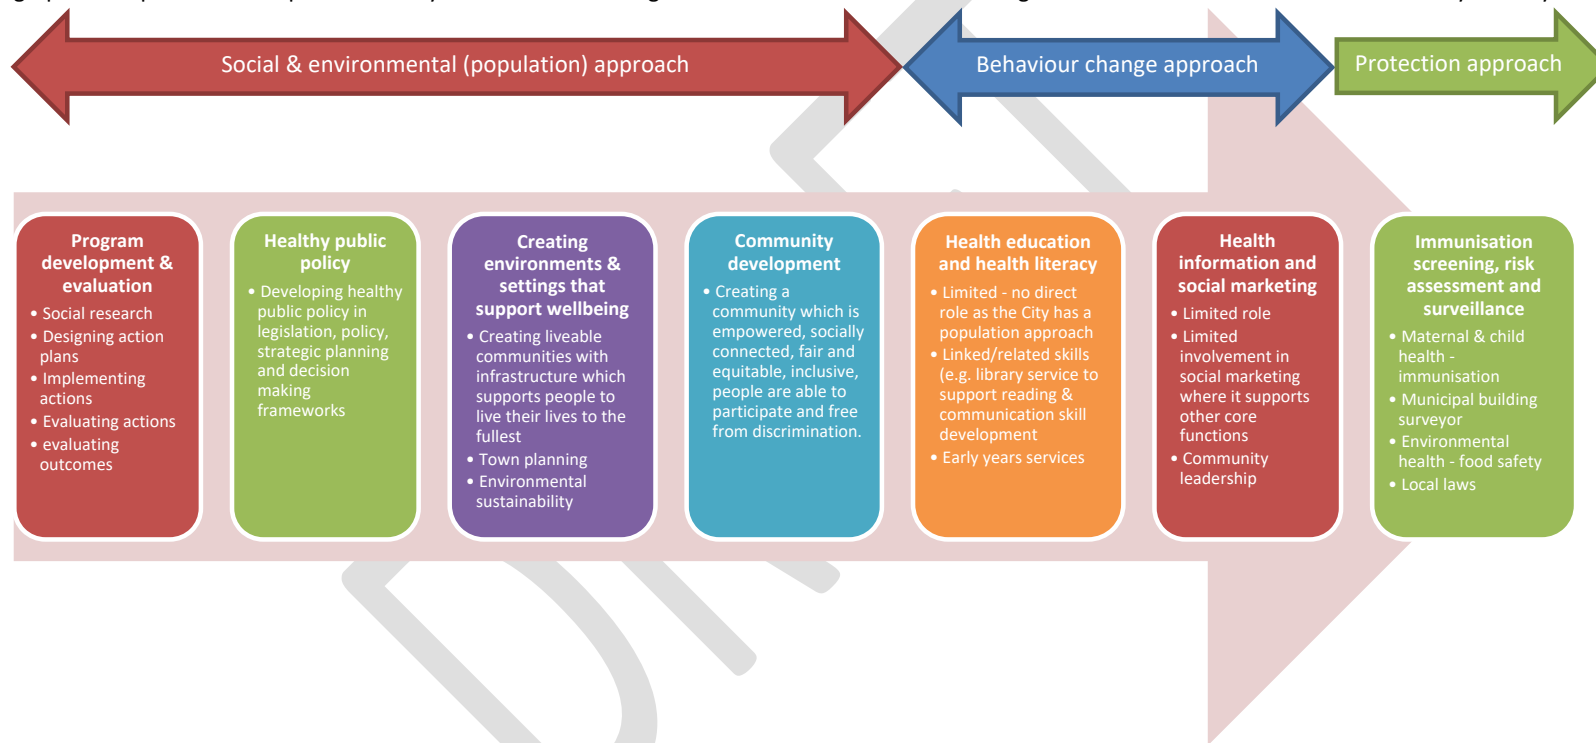 Social & environmental (population) approach
Behaviour change approach
Protection approach
Program
development &
evaluation
• Social research
• Designing action
plans
• Implementing
actions
• Evaluating actions
• evaluating
outcomes
Healthy public
policy
• Developing healthy
public policy in
legislation, policy,
strategic planning
and decision
making
frameworks
Creating
environments &
settings that
support wellbeing
• Creating liveable
communities with
infrastructure which
supports people to
live their lives to the
fullest
• Town planning
• Environmental
sustainability
Community
development
• Creating a
community which is
empowered, socially
connected, fair and
equitable, inclusive,
people are able to
participate and free
from discrimination.
Health education
and health literacy
• Limited - no direct
role as the City has a
population approach
• Linked/related skills
(e.g. library service to
support reading &
communication skill
development
• Early years services
Health
information and
social marketing
• Limited role
• Limited
involvement in
social marketing
where it supports
other core
functions
• Community
leadership
Immunisation
screening, risk
assessment and
surveillance
• Maternal & child
health -
immunisation
• Municipal building
surveyor
• Environmental
health - food safety
• Local laws